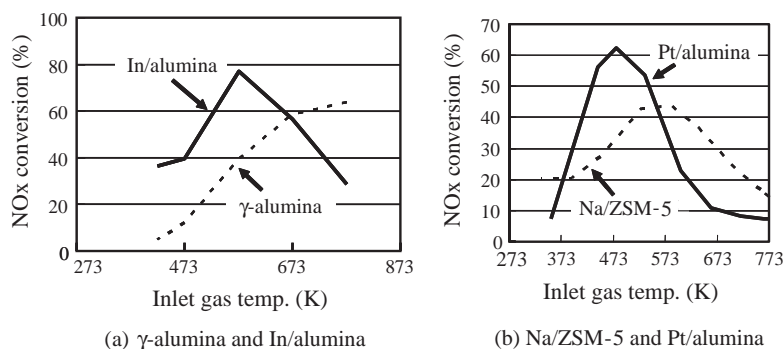 100
80
60
40
20
0
NOx conversion (%)
In/alumina
γ-alumina
273
473
673
873
Inlet gas temp. (K)
(a) γ-alumina and In/alumina
70
60
50
40
30
20
10
0
NOx conversion (%)
Pt/alumina
Na/ZSM-5
273
373
473
573
673
773
Inlet gas temp. (K)
(b) Na/ZSM-5 and Pt/alumina